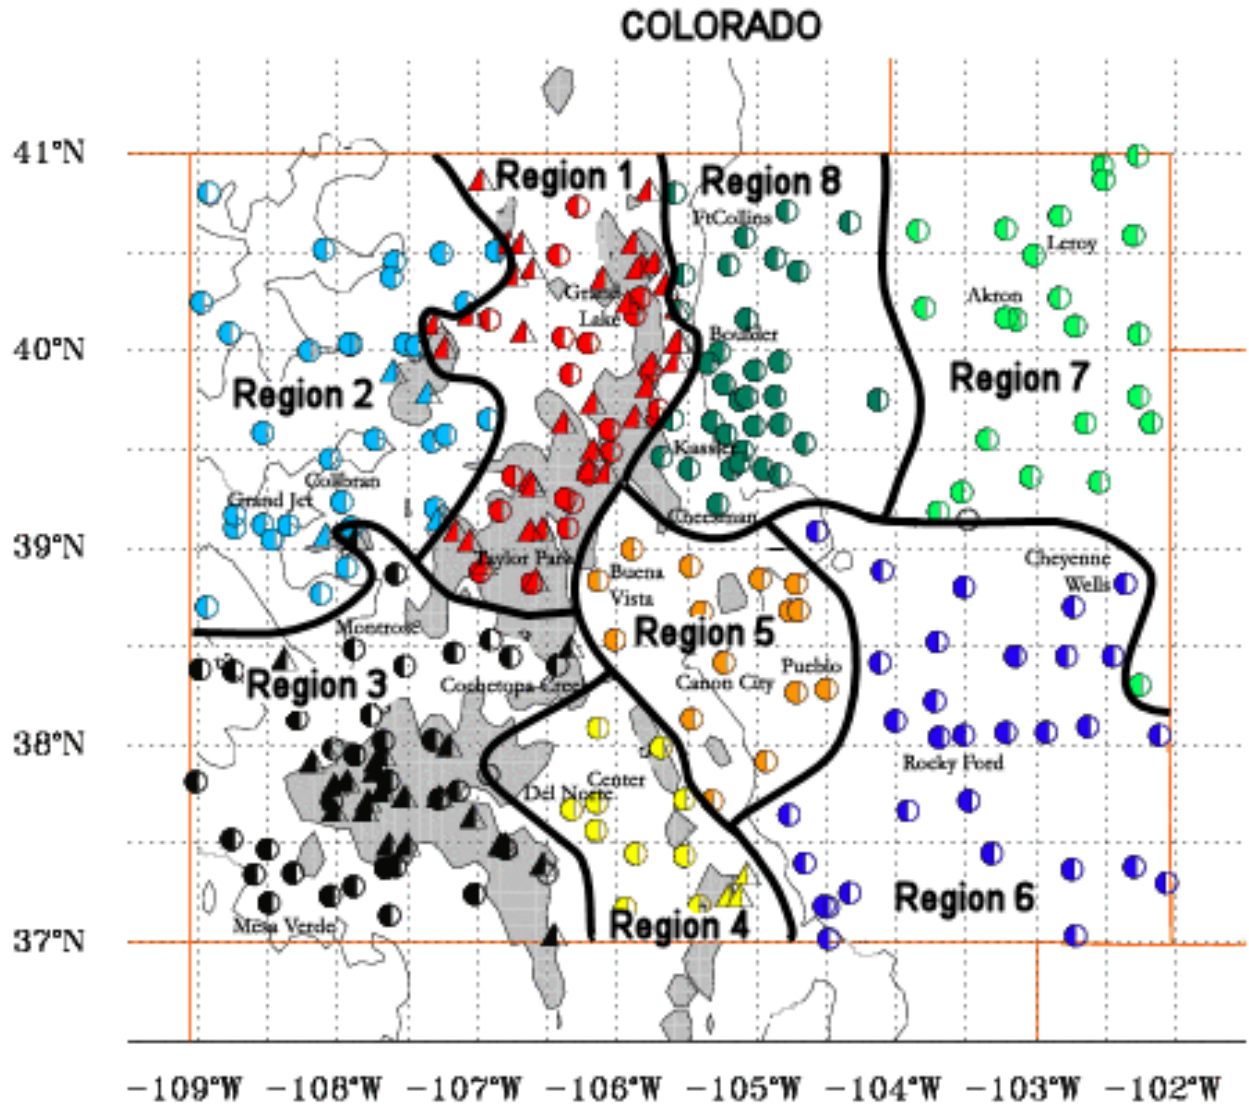 COLORADO
41°N
Region 1
Region 8
FtCollins
Leroy
Grand
Lake
Akron
40°N
Boulder
Region 7
Region 2
Kassler
Collbran
Grand Jct
Cheesman
39°N
Taylor Park
Buena
Vista
Cheyenne
Wells
Montrose
Region 5
Pueblo
Region 3
Cochetopa Creek
Canon City
38°N
Rocky Ford
Center
Del Norte
Region 6
Mesa Verde
Region 4
37°N
-109°W -108°W -107°W -106°W -105°W -104°W -103°W -102°W